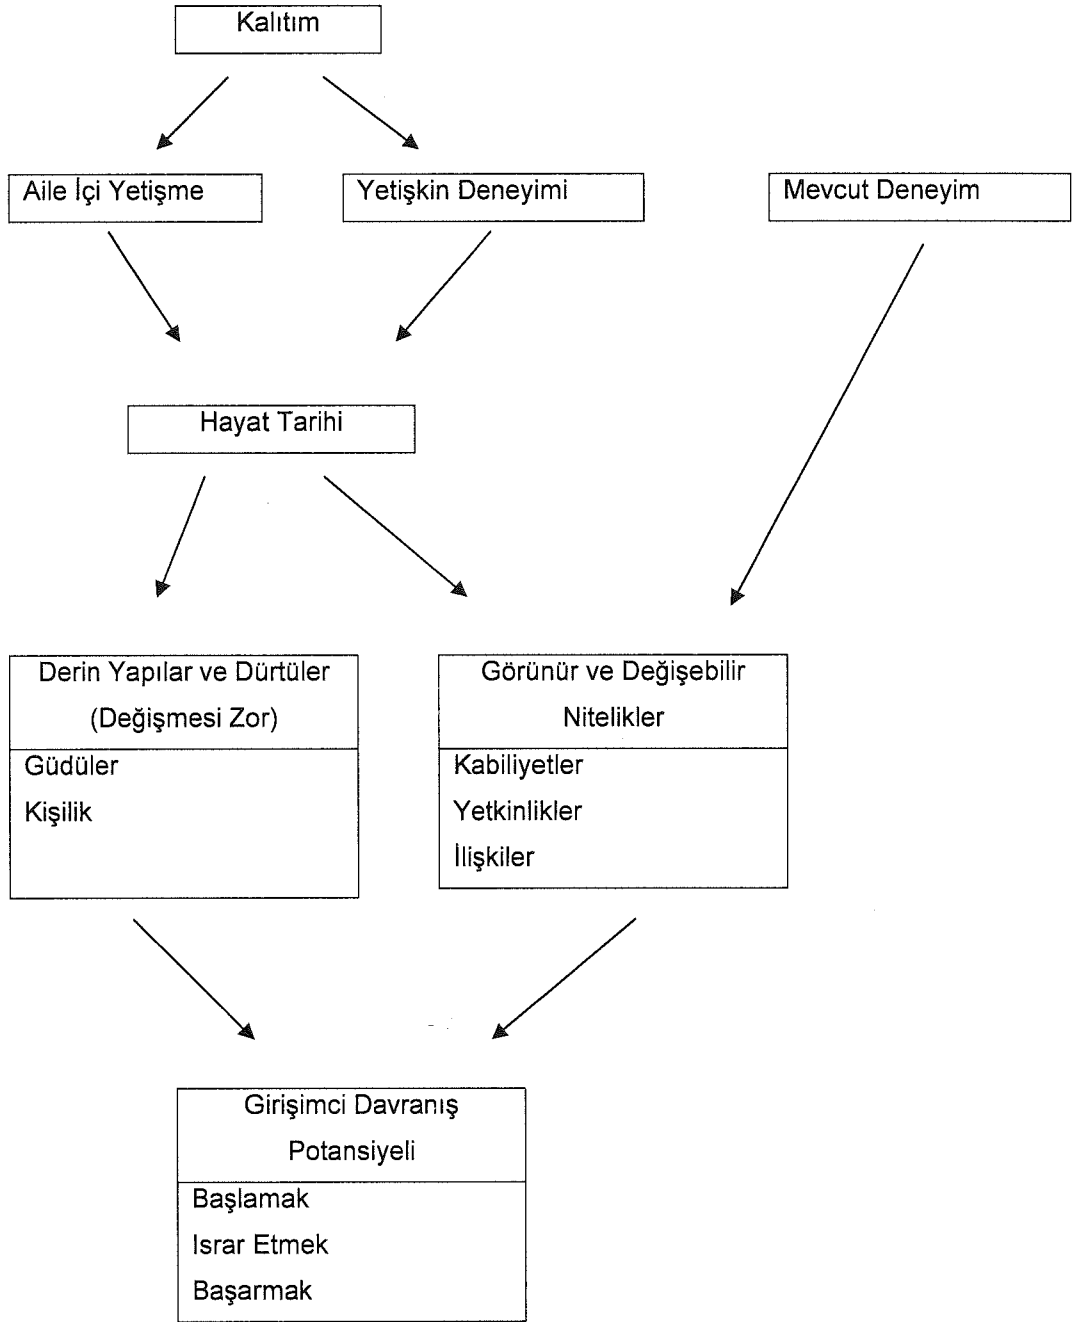 Kalıtım
Aile İçi Yetişme
Yetişkin Deneyimi
Mevcut Deneyim
Hayat Tarihi
Derin Yapılar ve Dürtüler
(Değişmesi Zor)
Güdüler
Kişilik
Görünür ve Değişebilir
Nitelikler
Kabiliyetler
Yetkinlikler
İlişkiler
Girişimci Davranış
Potansiyeli
Başlamak
Israr Etmek
Başarmak